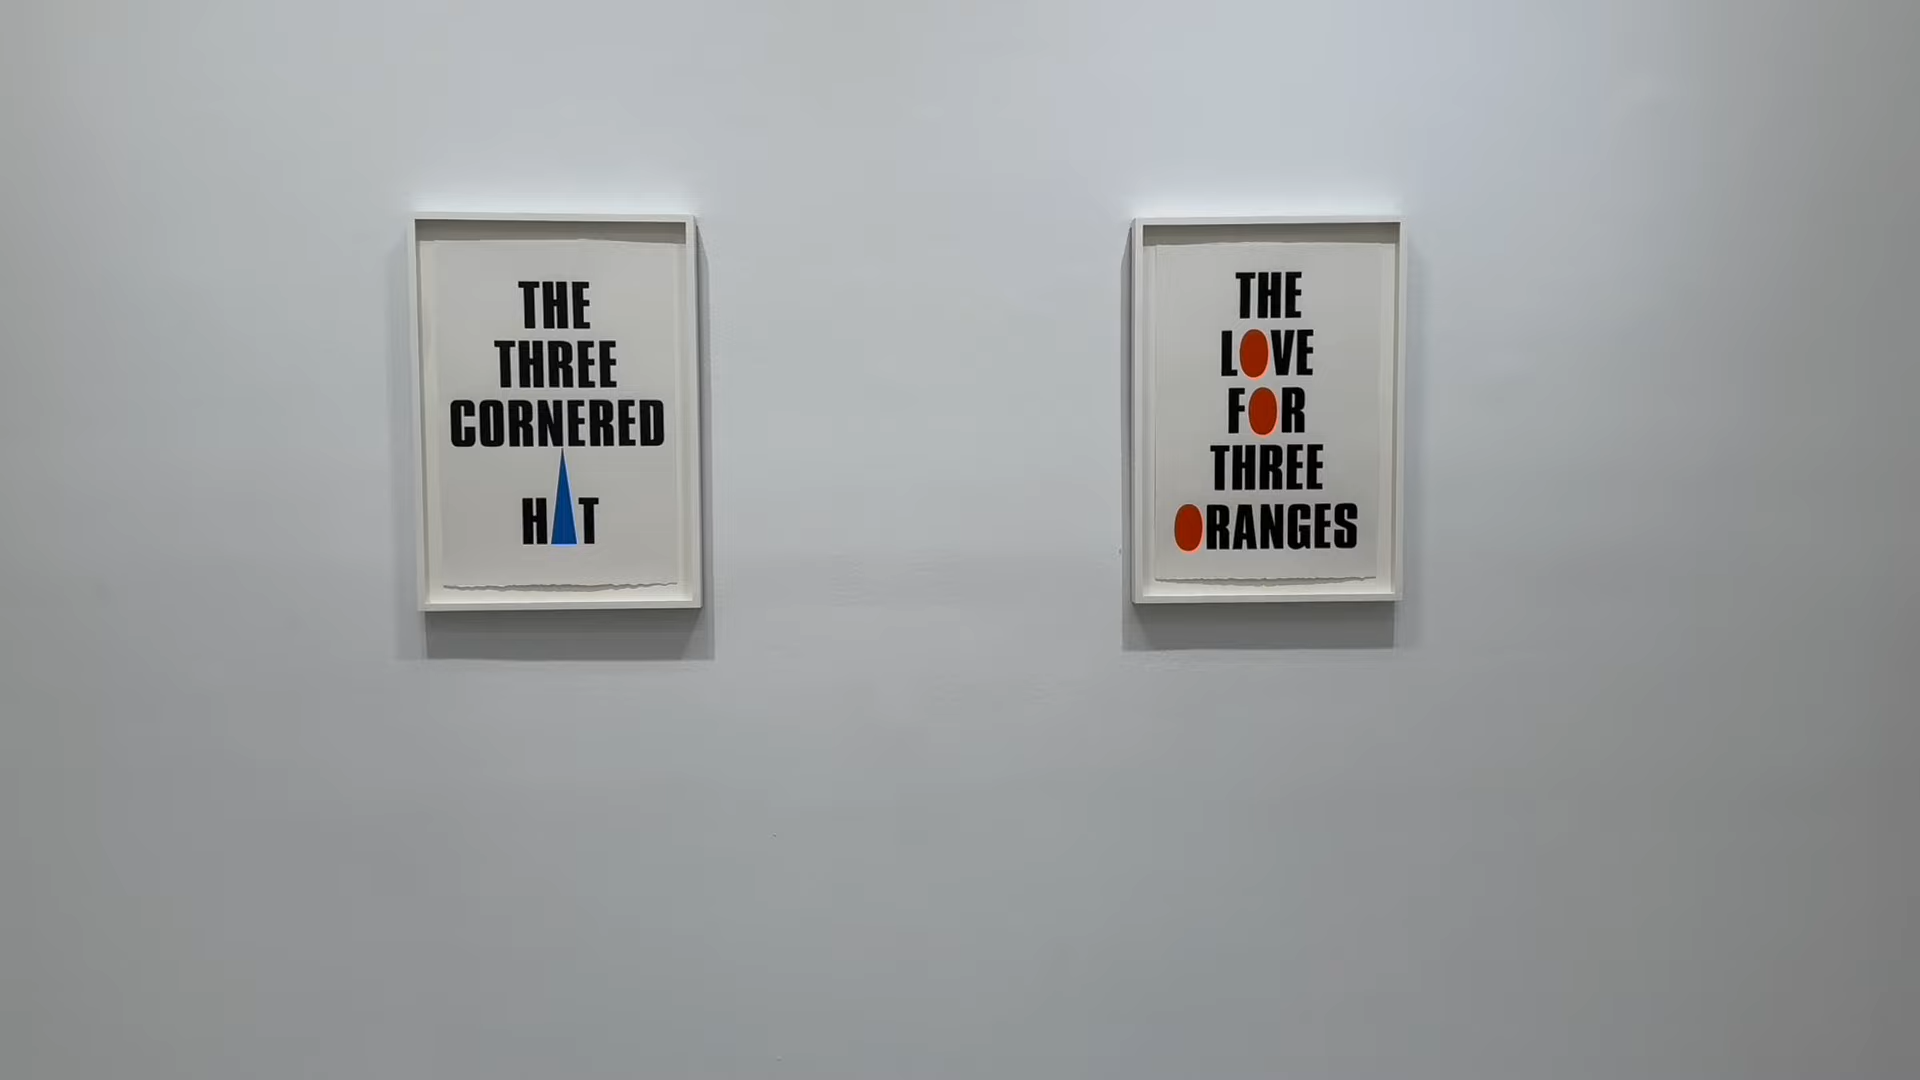 THE
THREE
CORNERED
HAT
THE
LOVE
FOR
THREE
ORANGES